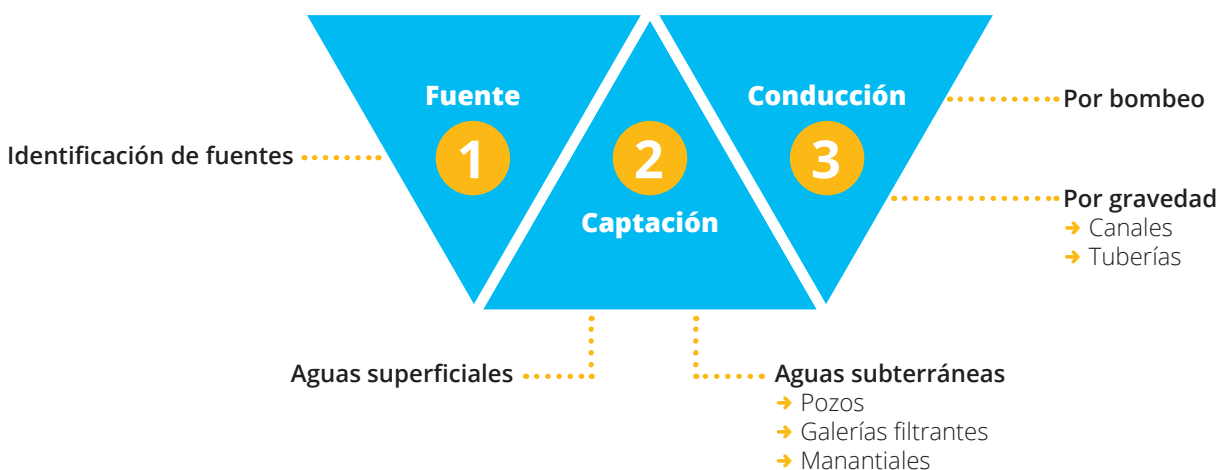 Fuente
1
Identificación de fuentes
2
Captación
Aguas superficiales
Aguas subterráneas
→ Pozos
→ Galerías filtrantes
→ Manantiales
Conducción
3
Por bombeo
Por gravedad
→ Canales
→ Tuberías